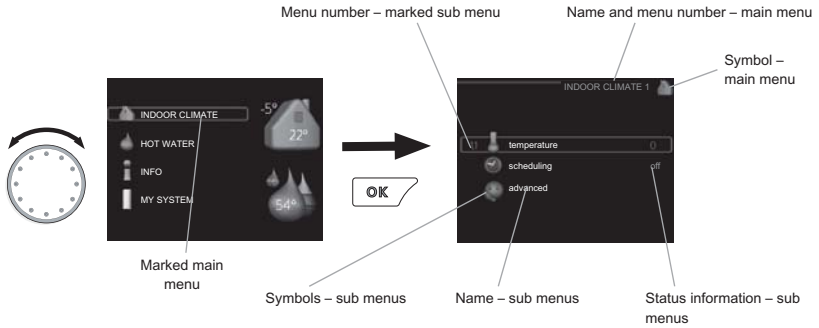 Menu number – marked sub menu
Name and menu number – main menu
Symbol –
main menu
INDOOR CLIMATE
-5°
22°
HOT WATER
INFO
MY SYSTEM
54°
OK
INDOOR CLIMATE 1
1.1
temperature
0
scheduling
off
advanced
Marked main
menu
Symbols – sub menus
Name – sub menus
Status information – sub
menus